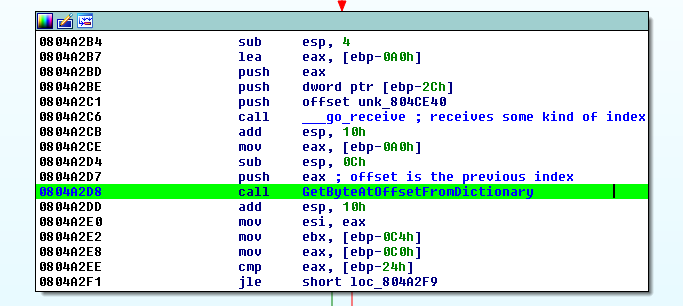 0804A2B4 sub esp, 4
0804A2B7 lea eax, [ebp-0A0h]
0804A2BD push eax
0804A2BE push dword ptr [ebp-2Ch]
0804A2C1 push offset unk_804CE40
0804A2C6 call ___go_receive ; receives some kind of index
0804A2CB add esp, 10h
0804A2CE mov eax, [ebp-0A0h]
0804A2D4 sub esp, 0Ch
0804A2D7 push eax ; offset is the previous index
0804A2D8 call GetByteAtOffsetFromDictionary
0804A2DD add esp, 10h
0804A2E0 mov esi, eax
0804A2E2 mov ebx, [ebp-0C4h]
0804A2E8 mov eax, [ebp-0C0h]
0804A2EE cmp eax, [ebp-24h]
0804A2F1 jle short loc_804A2F9